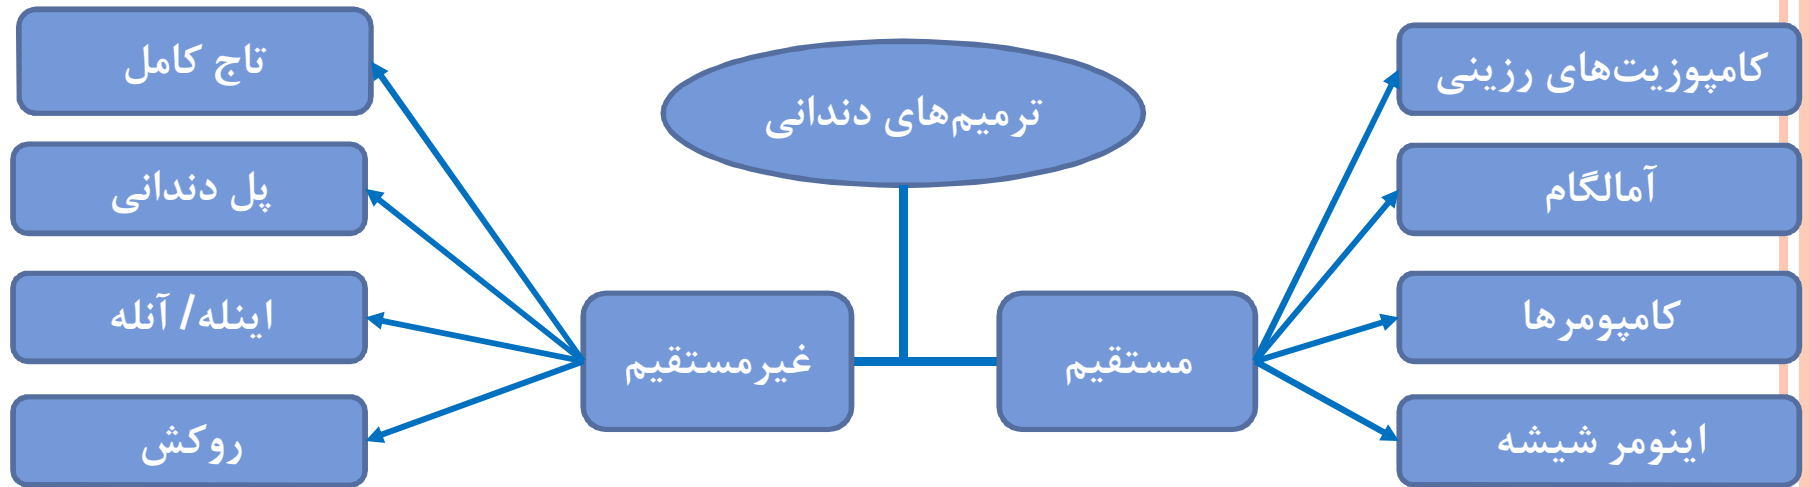 ترمیم‌های دندانی
مستقیم
کامپوزیت‌های رزینی
آمالگام
کامپومرها
اینومر شیشه
غیرمستقیم
تاج کامل
پل دندانی
اینله/ آنله
روکش